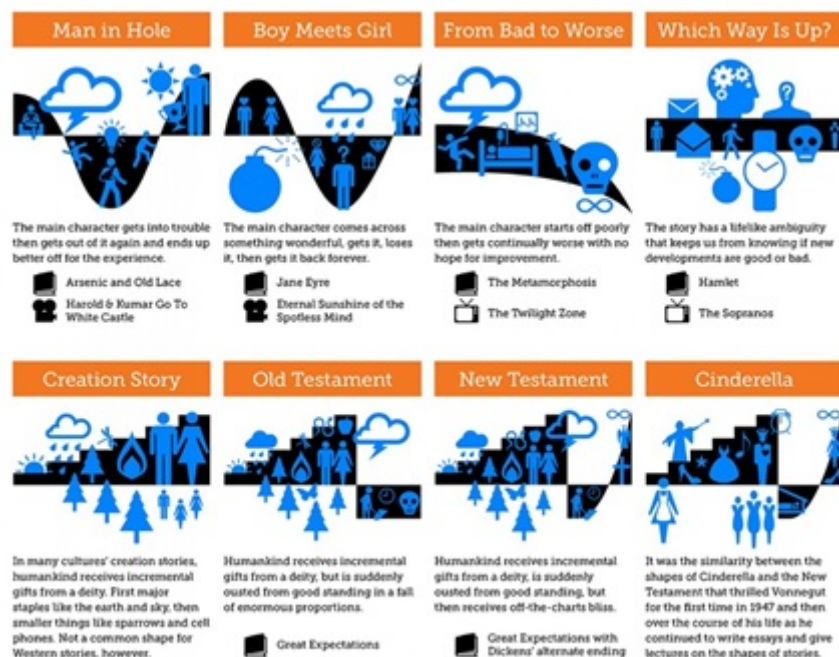 Man in Hole
The main character gets into trouble
then gets out of it again and ends up
better off for the experience.
Arsenic and Old Lace
Harold & Kumar Go To
White Castle
Boy Meets Girl
The main character comes across
something wonderful, gets it, loses
it, then gets it back forever.
Jane Eyre
Eternal Sunshine of the
Spotless Mind
From Bad to Worse
The main character starts off poorly
then gets continually worse with no
hope for improvement.
The Metamorphosis
The Twilight Zone
Which Way Is Up?
The story has a lifelike ambiguity
that keeps us from knowing if new
developments are good or bad.
Hamlet
The Sopranos
Creation Story
In many cultures' creation stories,
humankind receives incremental
gifts from a deity. First major
staples like the earth and sky, then
smaller things like sparrows and cell
phones. Not a common shape for
Western stories, however.
Old Testament
Humankind receives incremental
gifts from a deity, but is suddenly
ousted from good standing in a fall
of enormous proportions.
Great Expectations
New Testament
Humankind receives incremental
gifts from a deity, is suddenly
ousted from good standing, but
then receives off-the-charts bliss.
Great Expectations with
Dickens' alternate ending
Cinderella
It was the similarity between the
shapes of Cinderella and the New
Testament that thrilled Vonnegut
for the first time in 1947 and then
over the course of his life as he
continued to write essays and give
lectures on the shapes of stories.